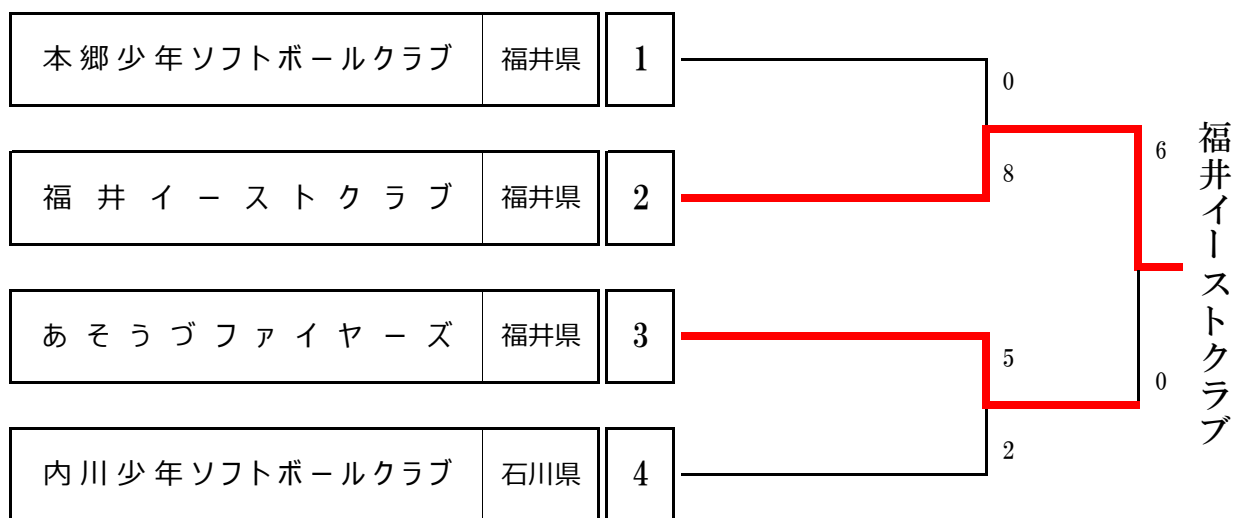 本郷少年ソフトボールクラブ 福井県 1
0
福井イーストクラブ 福井県 2
8
6
あそうづファイヤーズ 福井県 3
5
0
内川少年ソフトボールクラブ 石川県 4
2
福井イーストクラブ